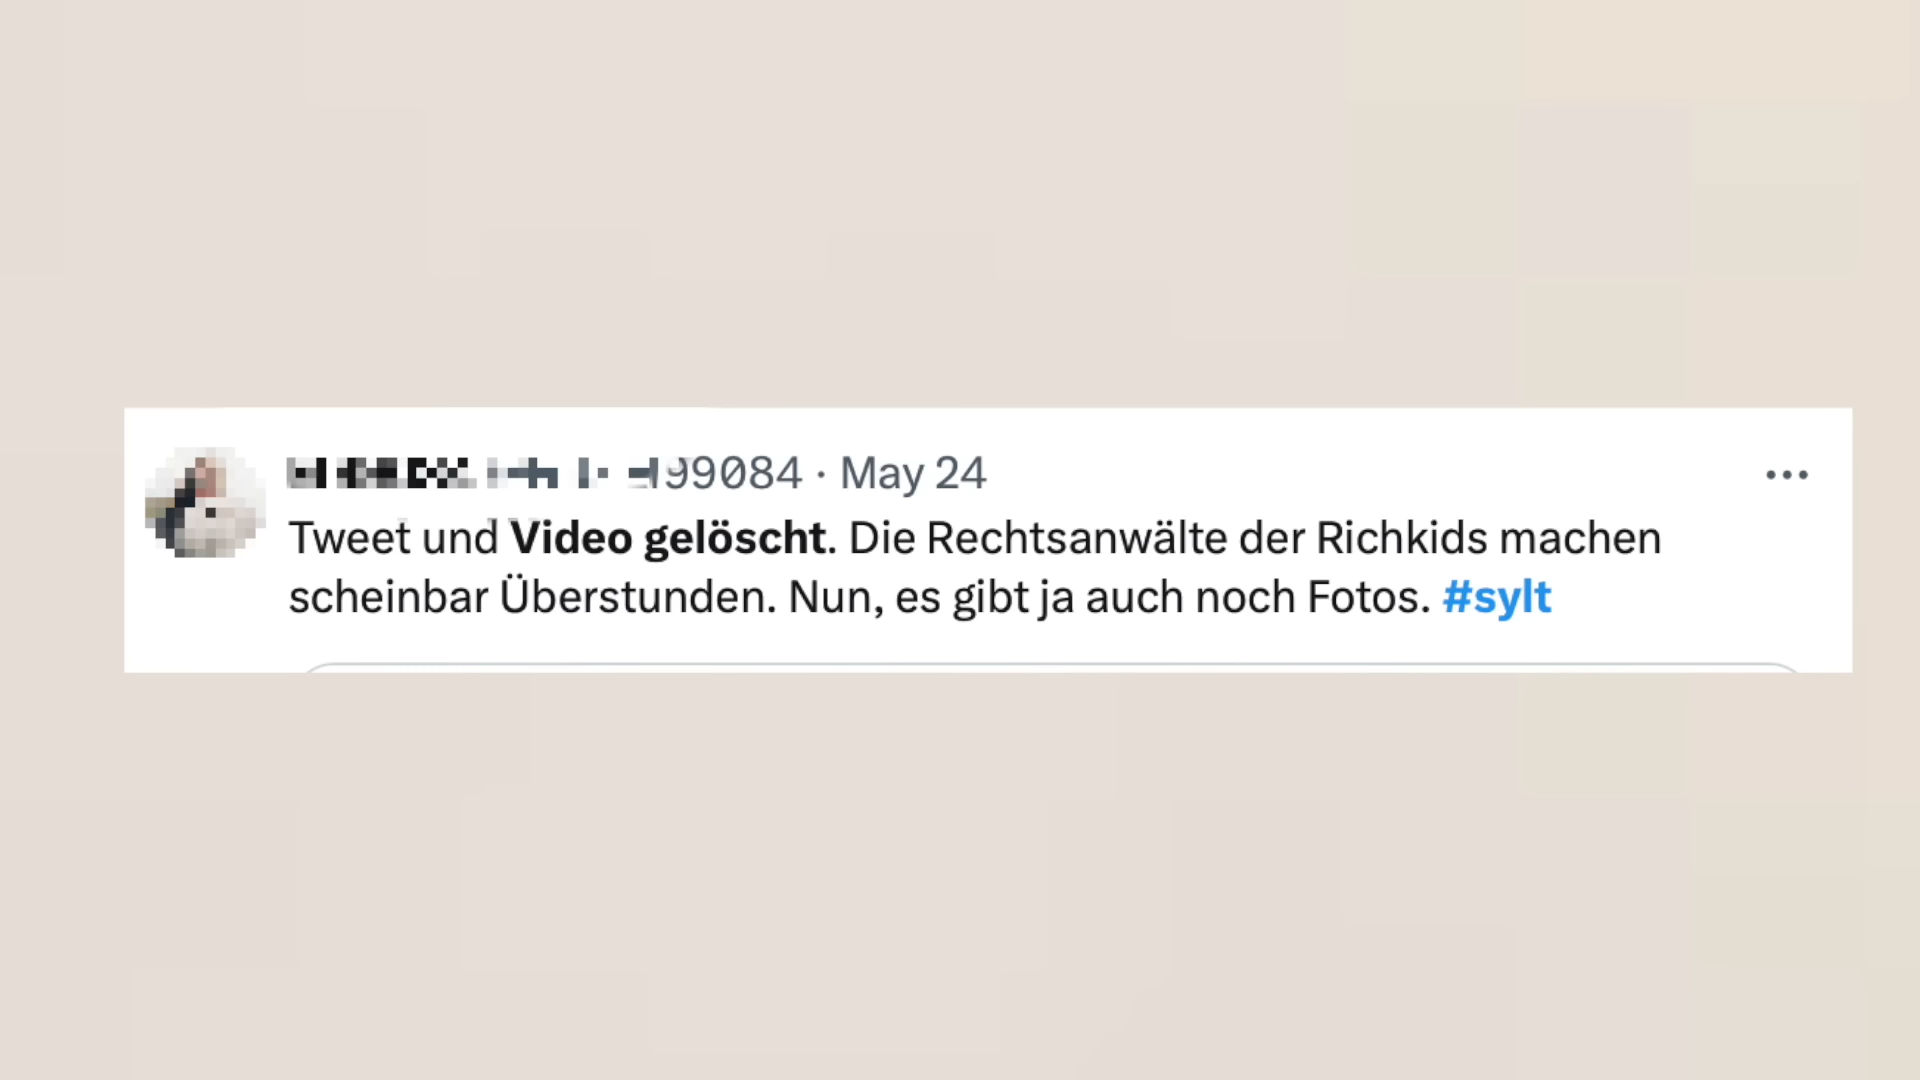 99084 · May 24
Tweet und Video gelöscht. Die Rechtsanwälte der Richkids machen
scheinbar Überstunden. Nun, es gibt ja auch noch Fotos. #sylt